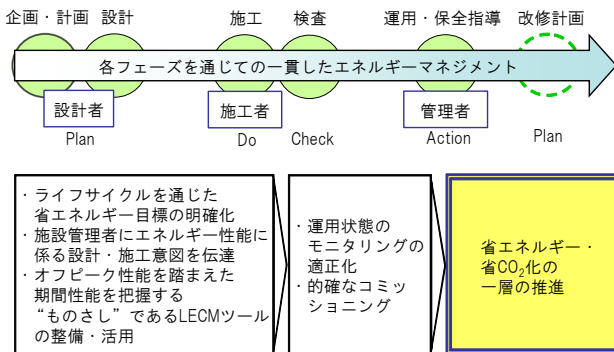 企画・計画 設計 施工 検査 運用・保全指導 改修計画
各フェーズを通じての一貫したエネルギーマネジメント
設計者 施工者 管理者
Plan Do Check Action Plan
・ライフサイクルを通じた
省エネルギー目標の明確化
・施設管理者にエネルギー性能に
係る設計・施工意図を伝達
・オフピーク性能を踏まえた
期間性能を把握する
“ものさし”であるLECMツール
の整備・活用
・運用状態の
モニタリングの
適正化
・的確なコミッ
ショニング
省エネルギー・
省CO₂化の
一層の推進